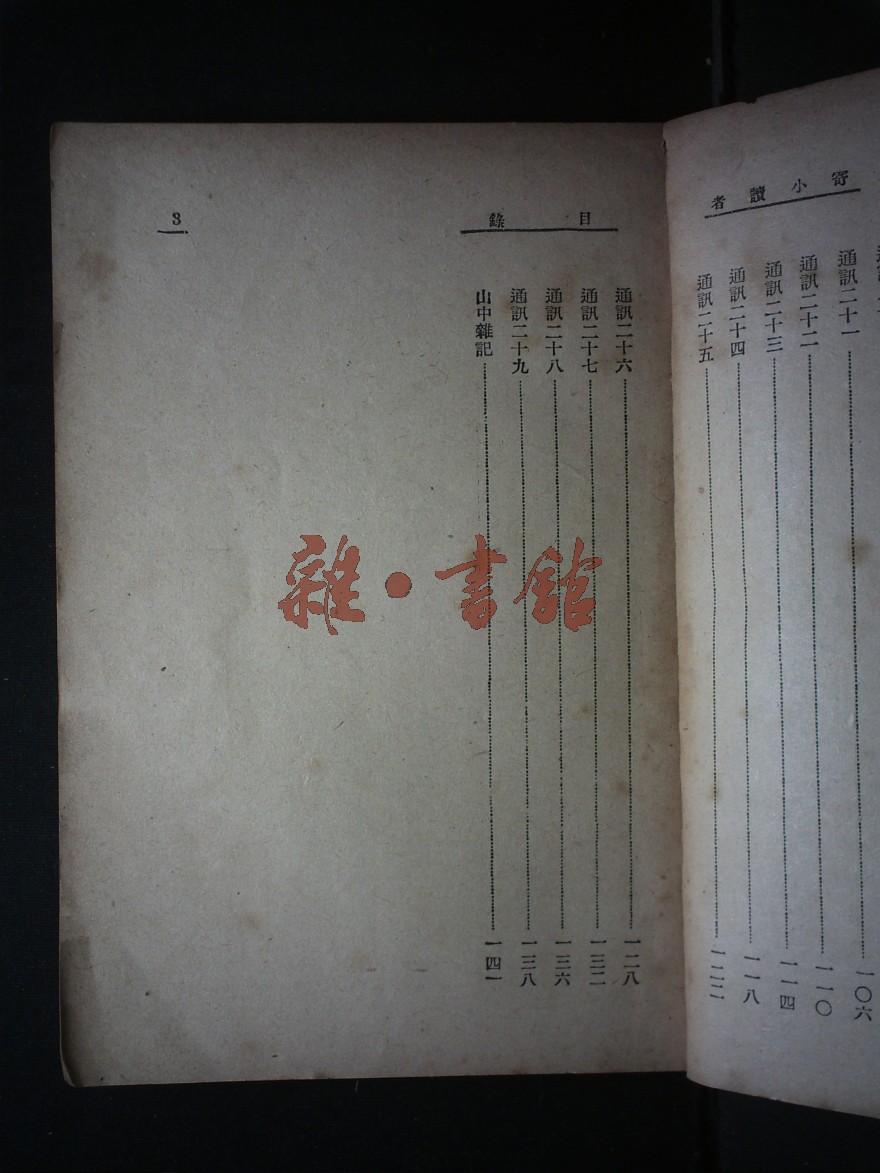 寄小讀者
通訊二十一 一〇六
通訊二十二 一一〇
通訊二十三 一一四
通訊二十四 一一八
通訊二十五 一二二
目錄
3
通訊二十六 一二八
通訊二十七 一三二
通訊二十八 一三六
通訊二十九 一三八
山中雜記 一四一
雜·書館